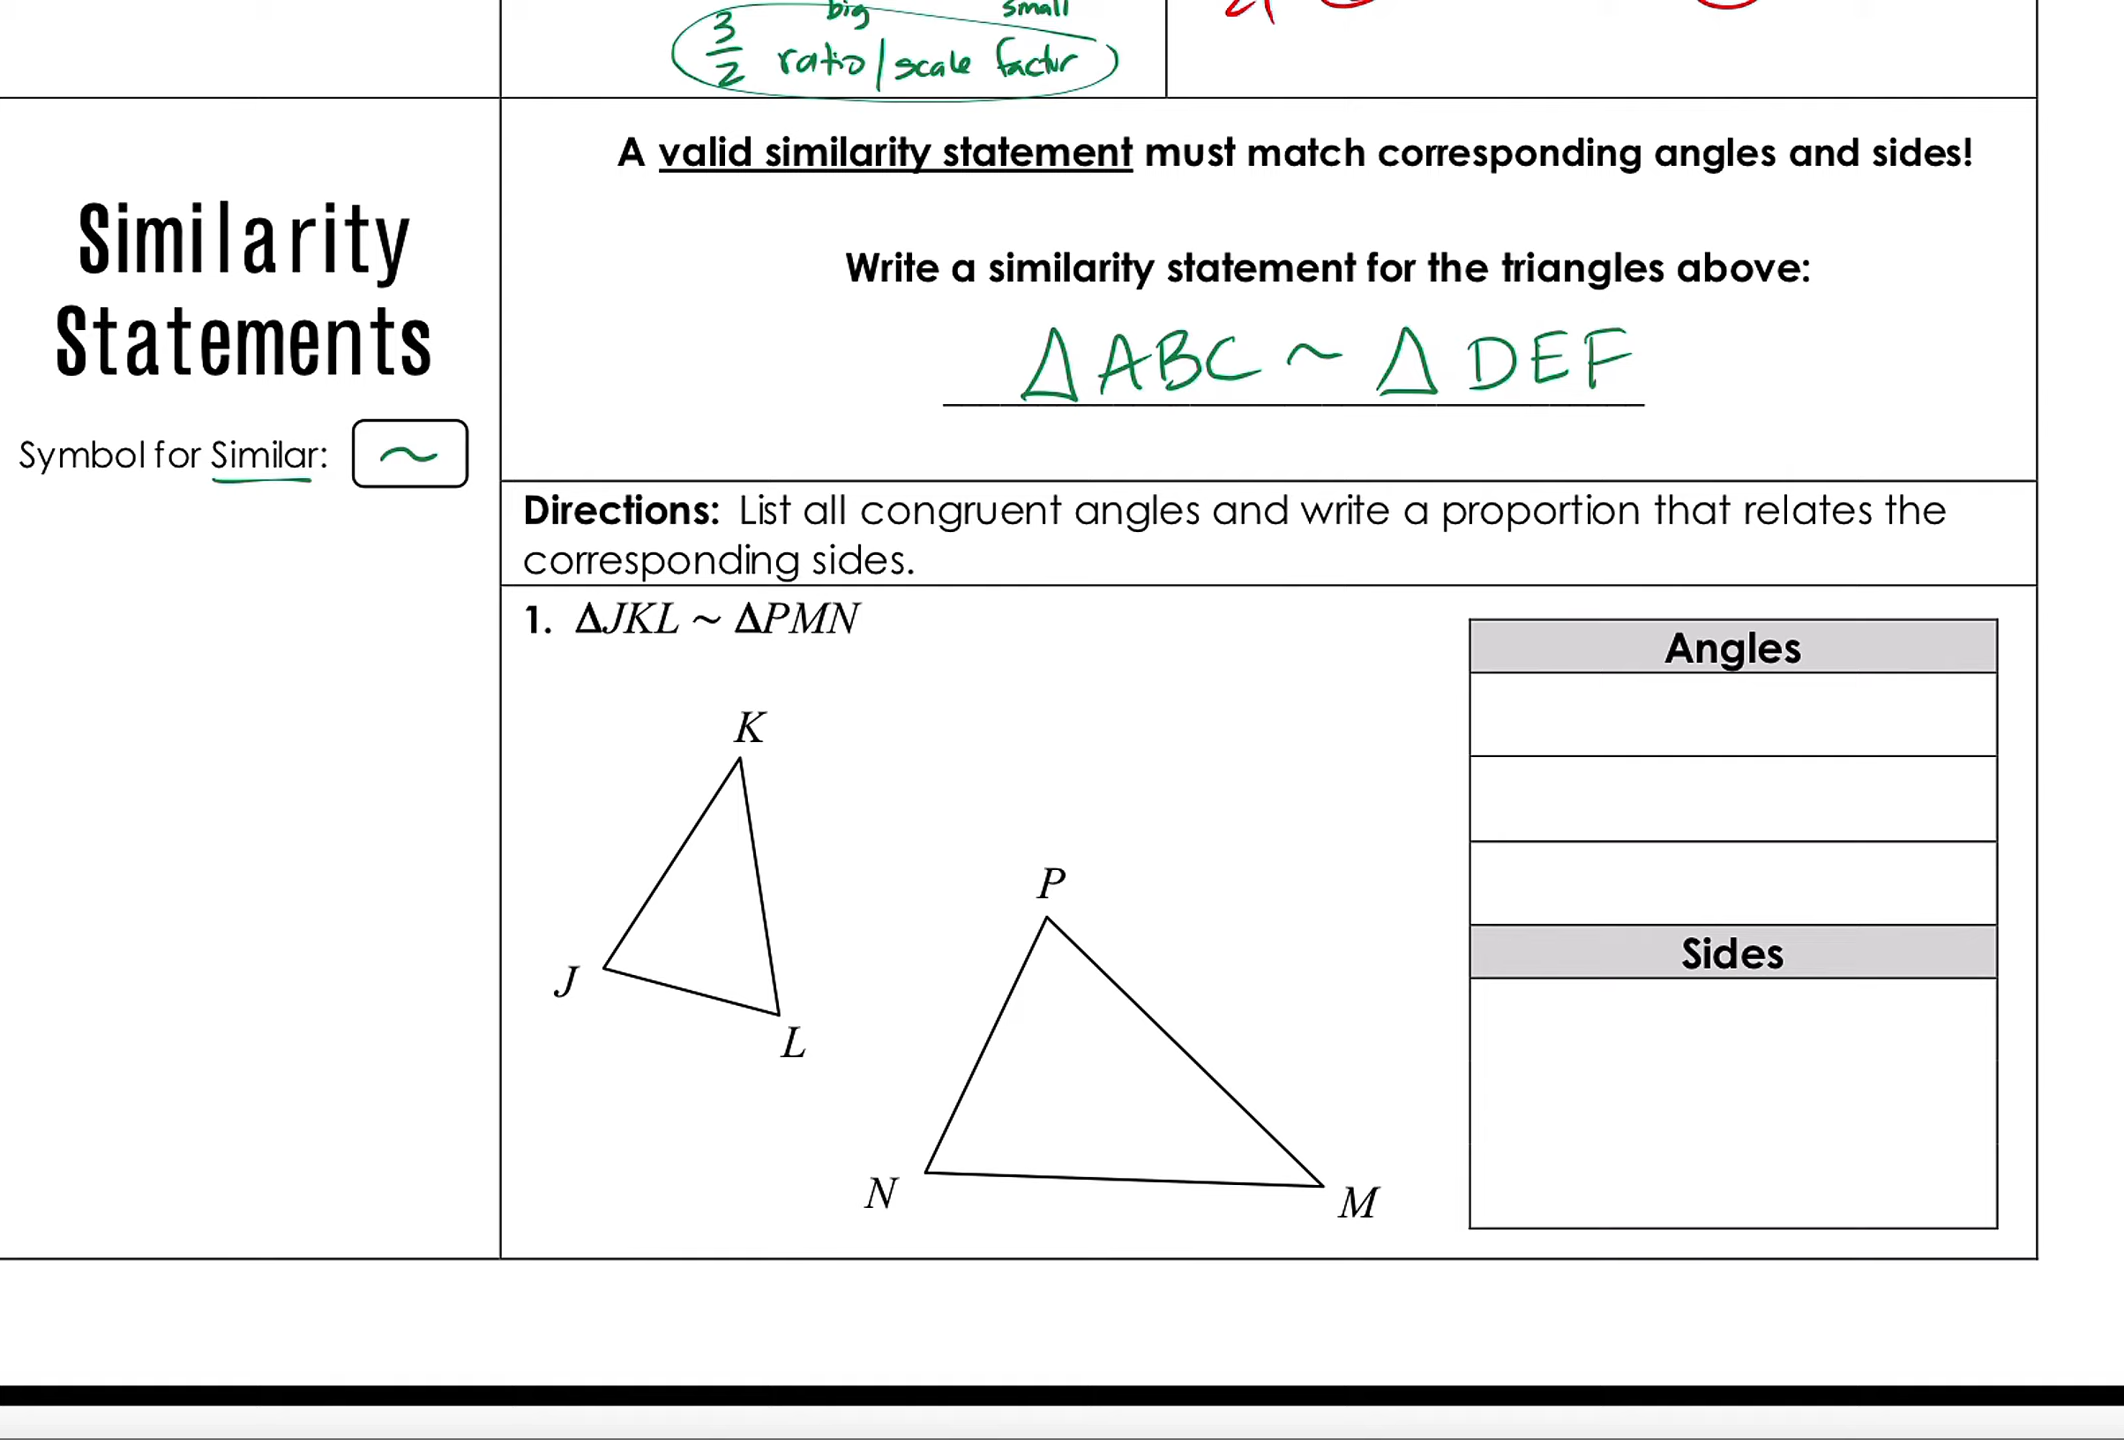 big small
3/2 ratio/scale factor
A valid similarity statement must match corresponding angles and sides!
Similarity
Statements
Write a similarity statement for the triangles above:
△ABC ~ △DEF
Symbol for Similar: ~
Directions: List all congruent angles and write a proportion that relates the
corresponding sides.
1. ΔJKL ~ ΔPMN
Angles
K
P
Sides
J
L
N
M